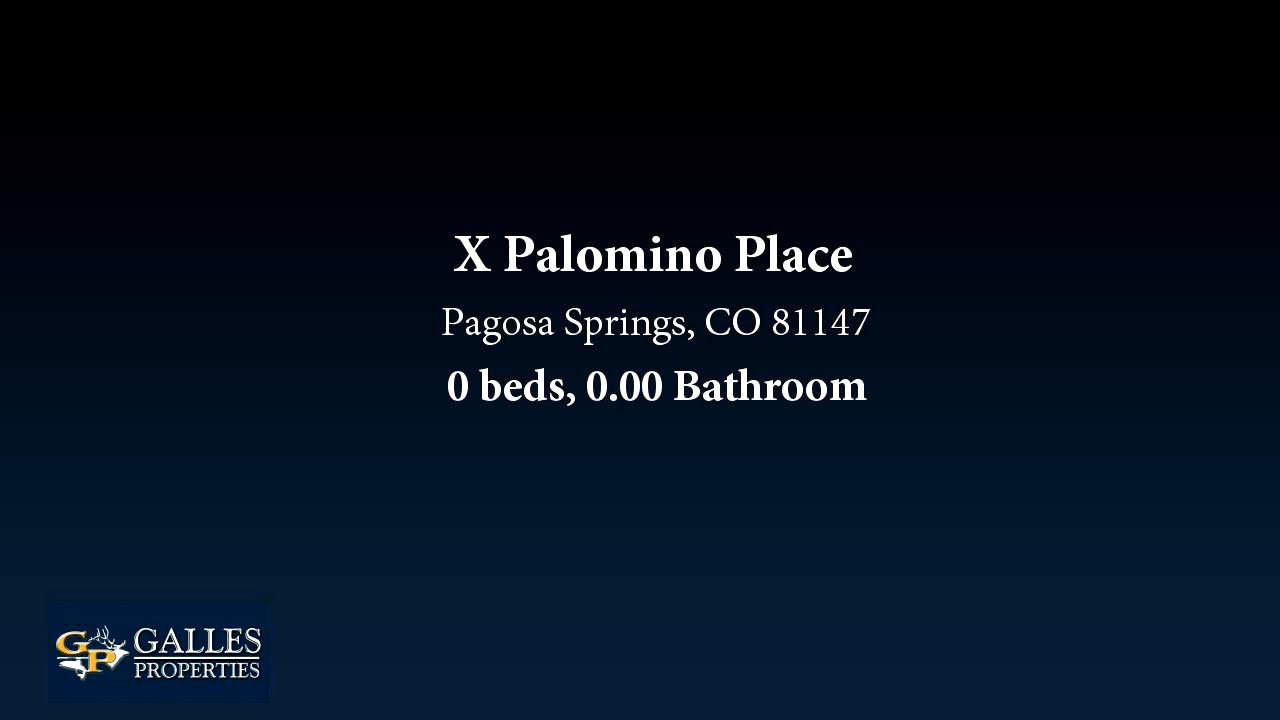 X Palomino Place
Pagosa Springs, CO 81147
0 beds, 0.00 Bathroom
GP GALLES
PROPERTIES